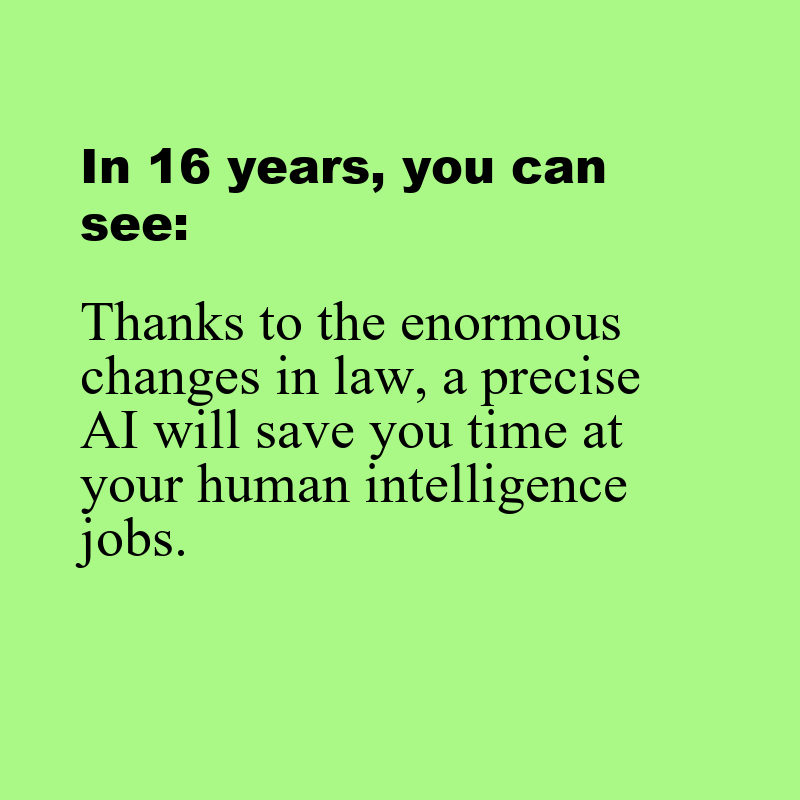 In 16 years, you can
see:
Thanks to the enormous
changes in law, a precise
AI will save you time at
your human intelligence
jobs.